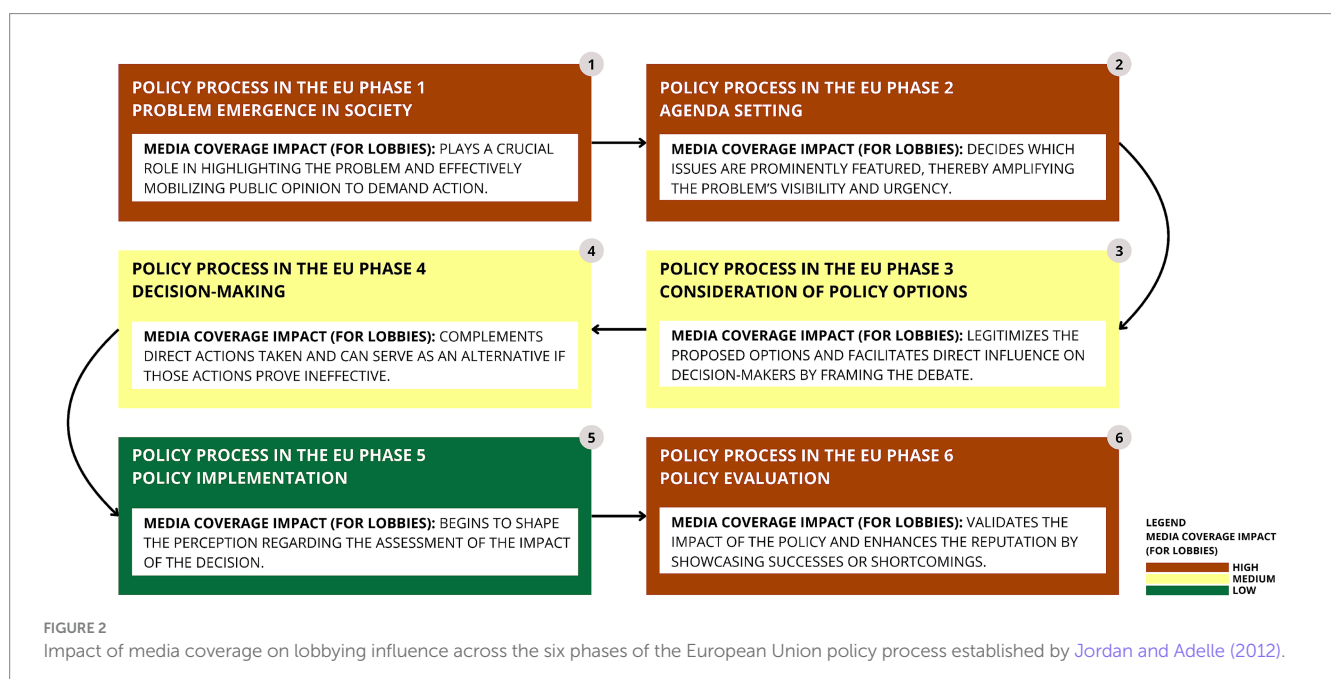 1
POLICY PROCESS IN THE EU PHASE 1
PROBLEM EMERGENCE IN SOCIETY
MEDIA COVERAGE IMPACT (FOR LOBBIES): PLAYS A CRUCIAL
ROLE IN HIGHLIGHTING THE PROBLEM AND EFFECTIVELY
MOBILIZING PUBLIC OPINION TO DEMAND ACTION.
2
POLICY PROCESS IN THE EU PHASE 2
AGENDA SETTING
MEDIA COVERAGE IMPACT (FOR LOBBIES): DECIDES WHICH
ISSUES ARE PROMINENTLY FEATURED, THEREBY AMPLIFYING
THE PROBLEM'S VISIBILITY AND URGENCY.
3
POLICY PROCESS IN THE EU PHASE 3
CONSIDERATION OF POLICY OPTIONS
MEDIA COVERAGE IMPACT (FOR LOBBIES): LEGITIMIZES THE
PROPOSED OPTIONS AND FACILITATES DIRECT INFLUENCE ON
DECISION-MAKERS BY FRAMING THE DEBATE.
4
POLICY PROCESS IN THE EU PHASE 4
DECISION-MAKING
MEDIA COVERAGE IMPACT (FOR LOBBIES): COMPLEMENTS
DIRECT ACTIONS TAKEN AND CAN SERVE AS AN ALTERNATIVE IF
THOSE ACTIONS PROVE INEFFECTIVE.
5
POLICY PROCESS IN THE EU PHASE 5
POLICY IMPLEMENTATION
MEDIA COVERAGE IMPACT (FOR LOBBIES): BEGINS TO SHAPE
THE PERCEPTION REGARDING THE ASSESSMENT OF THE IMPACT
OF THE DECISION.
6
POLICY PROCESS IN THE EU PHASE 6
POLICY EVALUATION
MEDIA COVERAGE IMPACT (FOR LOBBIES): VALIDATES THE
IMPACT OF THE POLICY AND ENHANCES THE REPUTATION BY
SHOWCASING SUCCESSES OR SHORTCOMINGS.
LEGEND
MEDIA COVERAGE IMPACT
(FOR LOBBIES)
HIGH
MEDIUM
LOW
FIGURE 2
Impact of media coverage on lobbying influence across the six phases of the European Union policy process established by Jordan and Adelle (2012).